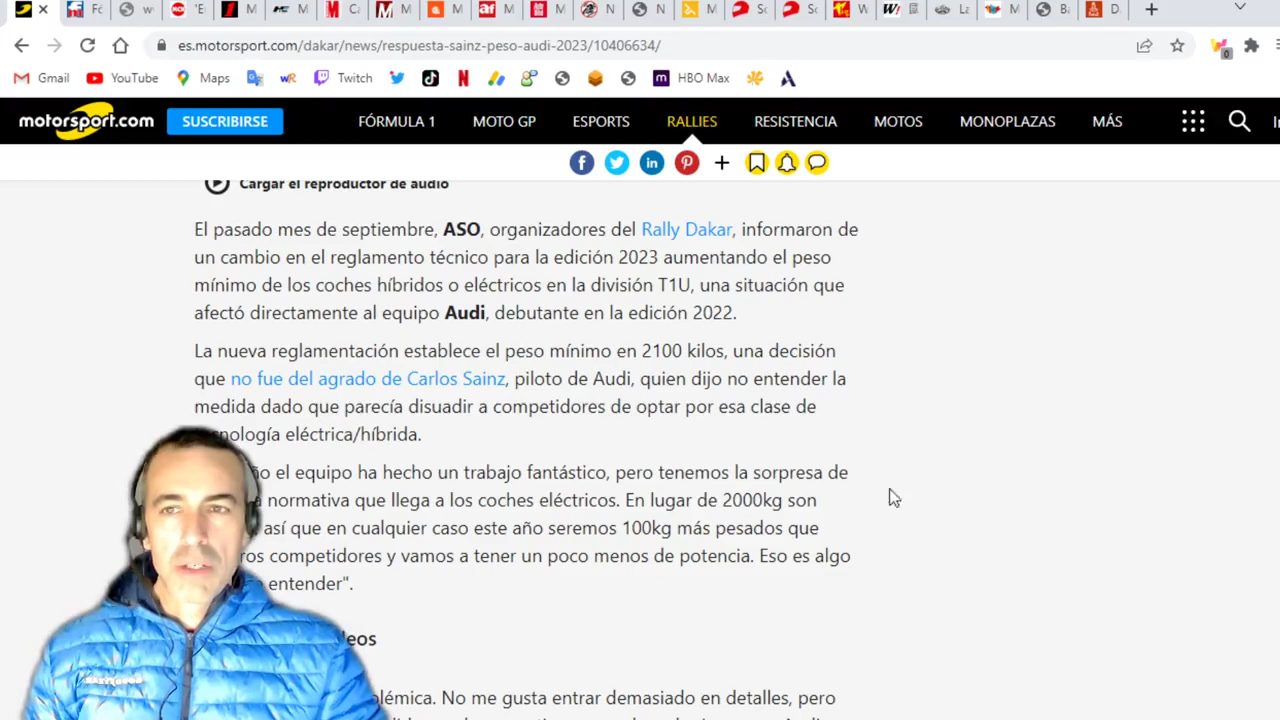 Fó
w
'E
M
M
Ca
M
M
M
N
N
N
M
Sc
Sc
W
W
La
M
Ba
D
es.motorsport.com/dakar/news/respuesta-sainz-peso-audi-2023/10406634/
0
Gmail
YouTube
Maps
Twitch
HBO Max
motorsport.com
SUSCRIBIRSE
FÓRMULA 1
MOTO GP
ESPORTS
RALLIES
RESISTENCIA
MOTOS
MONOPLAZAS
MÁS
Cargar el reproductor de audio
El pasado mes de septiembre, ASO, organizadores del Rally Dakar, informaron de
un cambio en el reglamento técnico para la edición 2023 aumentando el peso
mínimo de los coches híbridos o eléctricos en la división T1U, una situación que
afectó directamente al equipo Audi, debutante en la edición 2022.
La nueva reglamentación establece el peso mínimo en 2100 kilos, una decisión
que no fue del agrado de Carlos Sainz, piloto de Audi, quien dijo no entender la
medida dado que parecía disuadir a competidores de optar por esa clase de
tecnología eléctrica/híbrida.
el equipo ha hecho un trabajo fantástico, pero tenemos la sorpresa de
normativa que llega a los coches eléctricos. En lugar de 2000kg son
así que en cualquier caso este año seremos 100kg más pesados que
ros competidores y vamos a tener un poco menos de potencia. Eso es algo
entender".
eos
olémica. No me gusta entrar demasiado en detalles, pero